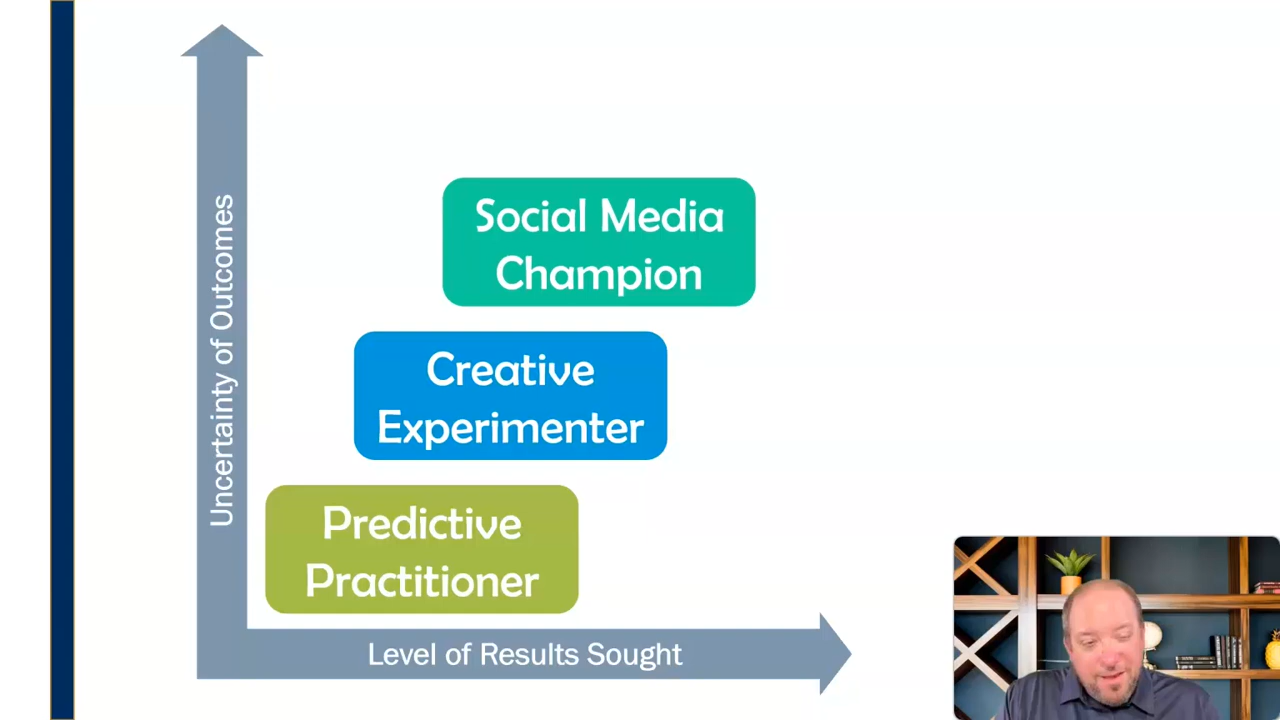 Uncertainty of Outcomes
Social Media
Champion
Creative
Experimenter
Predictive
Practitioner
Level of Results Sought